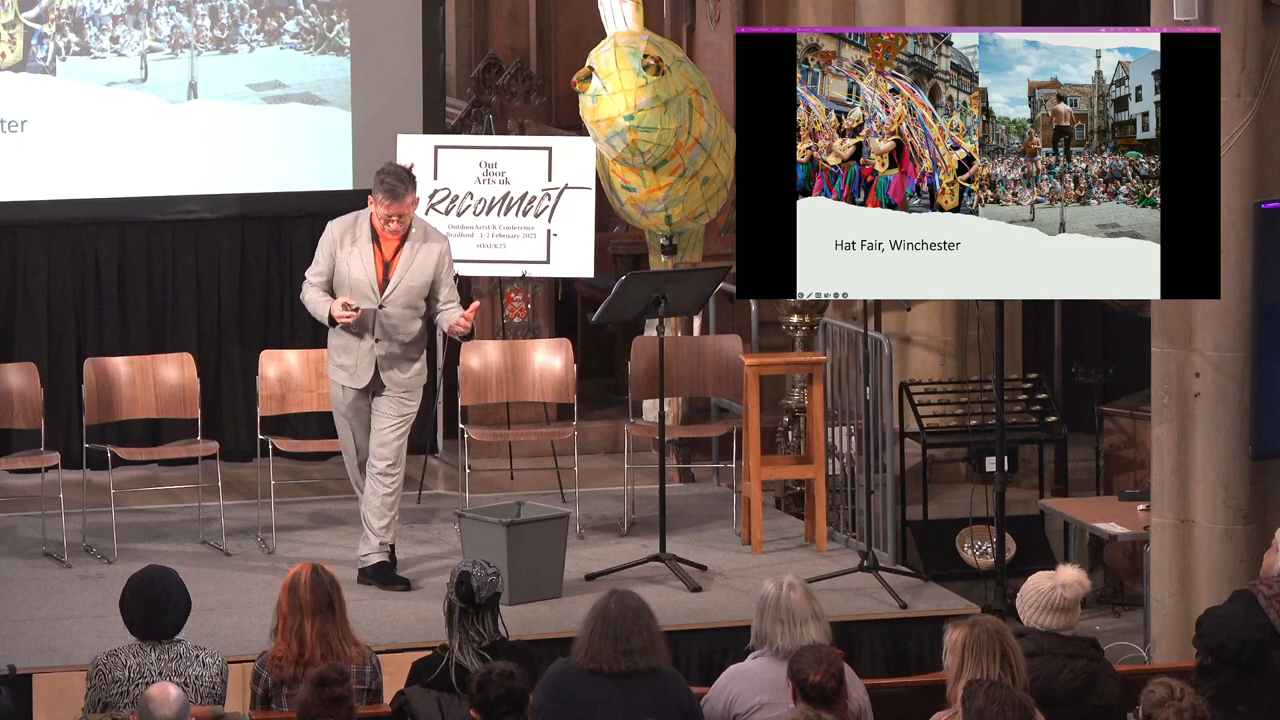 ter
Out
door
Arts uk
Reconnect
OutdoorArtsUK Conference
Bradford · 1-2 February 2023
#OAUK23
Hat Fair, Winchester